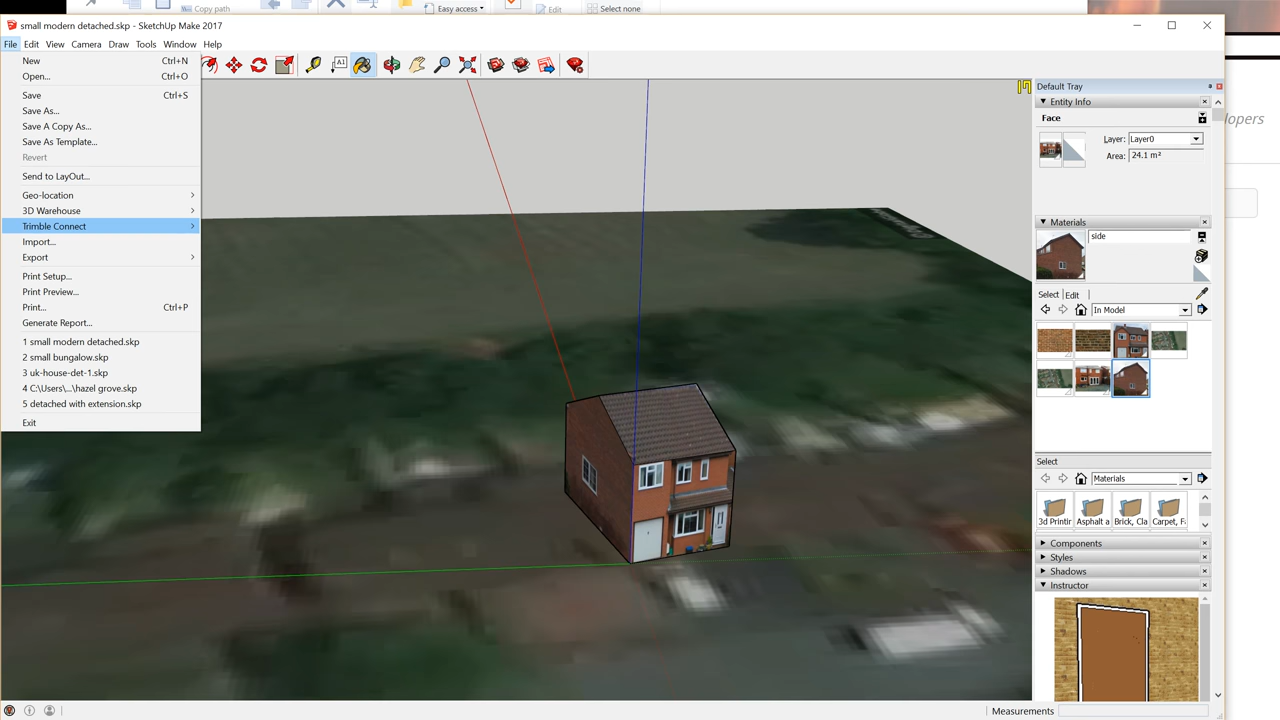 Copy path
Easy access
Edit
Select none
small modern detached.skp - SketchUp Make 2017
File Edit View Camera Draw Tools Window Help
New Ctrl+N
Open... Ctrl+O
Save Ctrl+S
Save As...
Save A Copy As...
Save As Template...
Revert
Send to LayOut...
Geo-location
3D Warehouse
Trimble Connect
Import...
Export
Print Setup...
Print Preview...
Print... Ctrl+P
Generate Report...
1 small modern detached.skp
2 small bungalow.skp
3 uk-house-det-1.skp
4 C:\Users\...\hazel grove.skp
5 detached with extension.skp
Exit
A1
Default Tray
Entity Info
Face
Layer: Layer0
Area: 24.1 m²
Materials
side
Select Edit
In Model
Select
Materials
3d Printir Asphalt a Brick, Cla Carpet, Fa
Components
Styles
Shadows
Instructor
Measurements
lopers